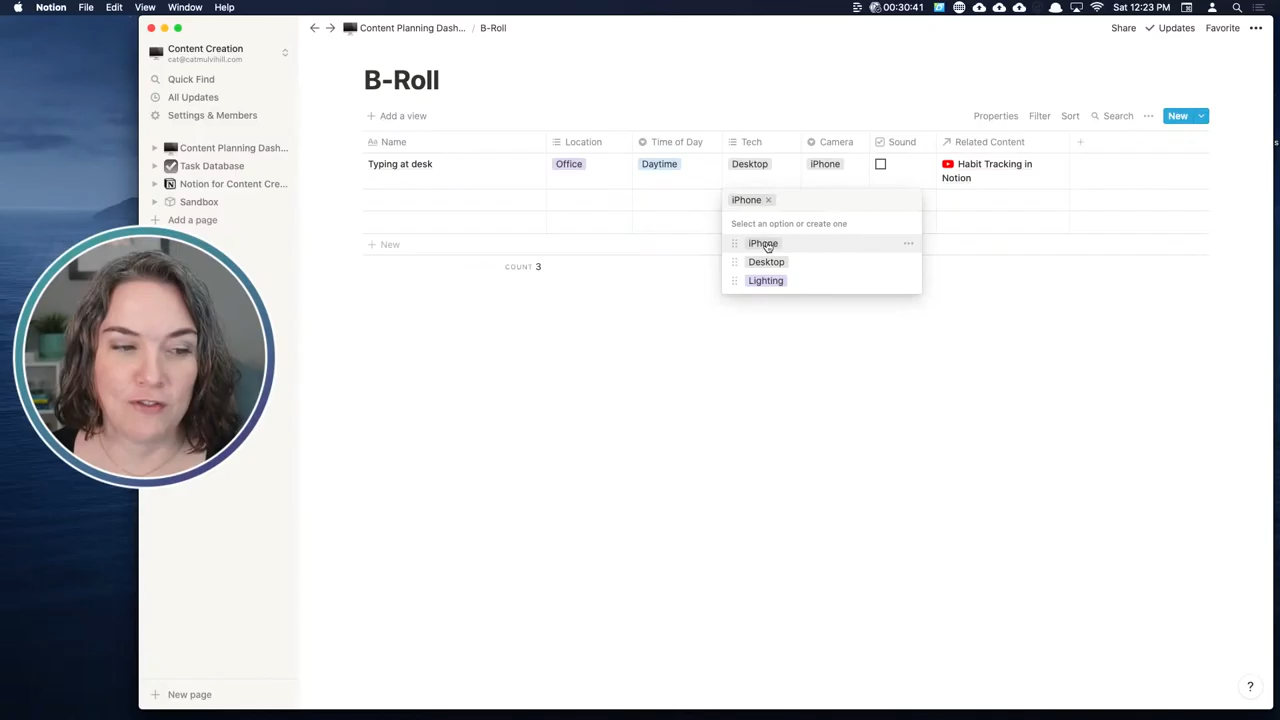 Notion File Edit View Window Help 00:30:41 Sat 12:23 PM
Content Creation
cat@catmulvihill.com
Quick Find
All Updates
Settings & Members
Content Planning Dash...
Task Database
Notion for Content Cre...
Sandbox
Add a page
New page
Content Planning Dash... / B-Roll
Share Updates Favorite
B-Roll
Add a view
Properties Filter Sort Search New
Aa Name Location Time of Day Tech Camera Sound Related Content
Typing at desk Office Daytime Desktop iPhone Habit Tracking in
Notion
iPhone
Select an option or create one
iPhone
Desktop
Lighting
New
COUNT 3
?